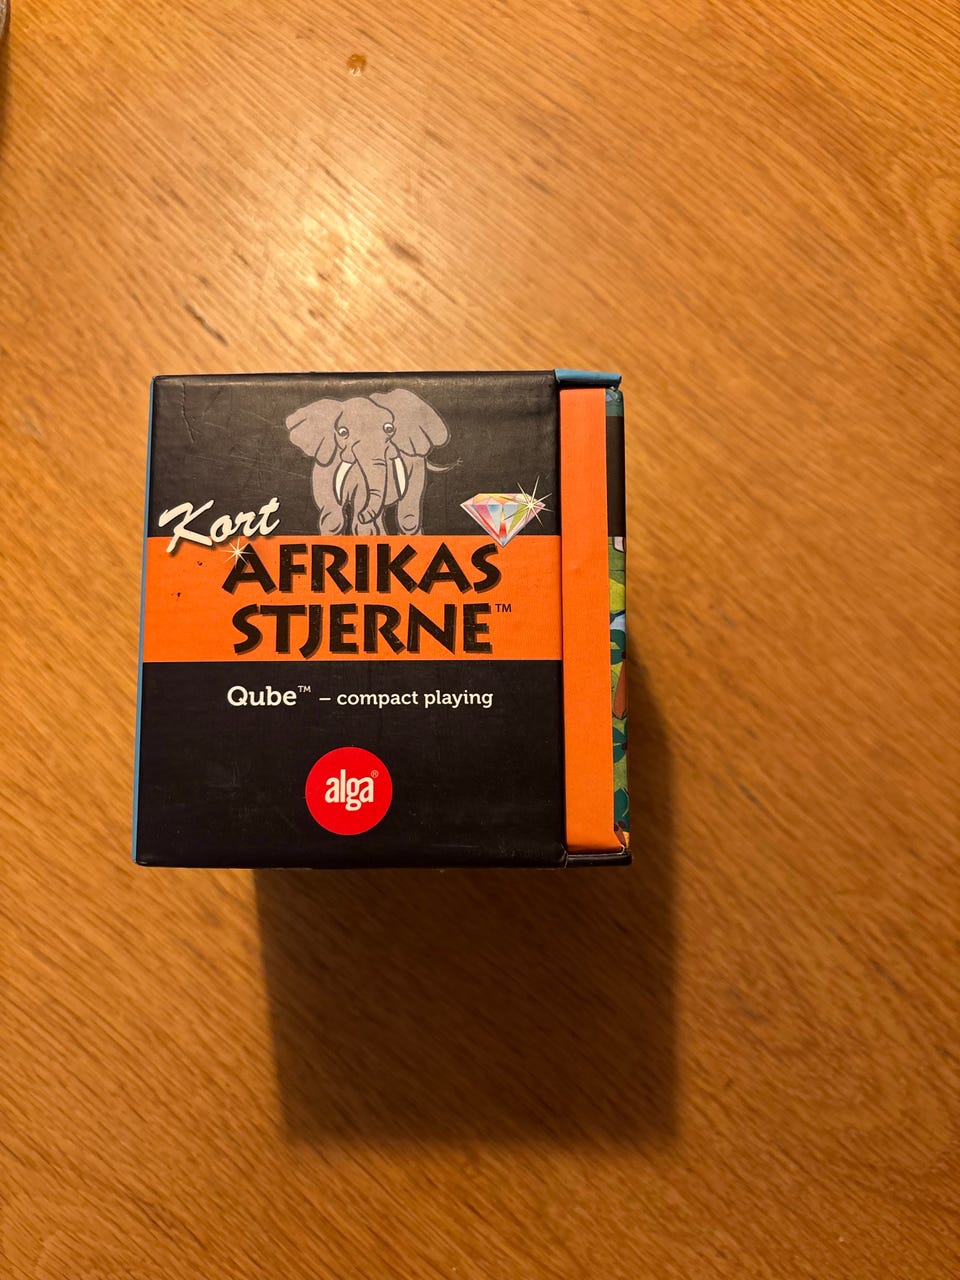 Kort
AFRIKAS
STJERNE™
Qube™ – compact playing
alga®